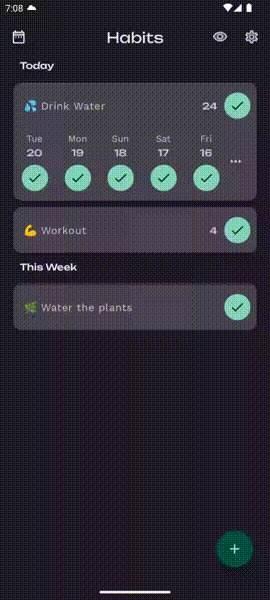 7:08
Habits
Today
💦 Drink Water 24
Tue Mon Sun Sat Fri
20 19 18 17 16
💪 Workout 4
This Week
🌿 Water the plants